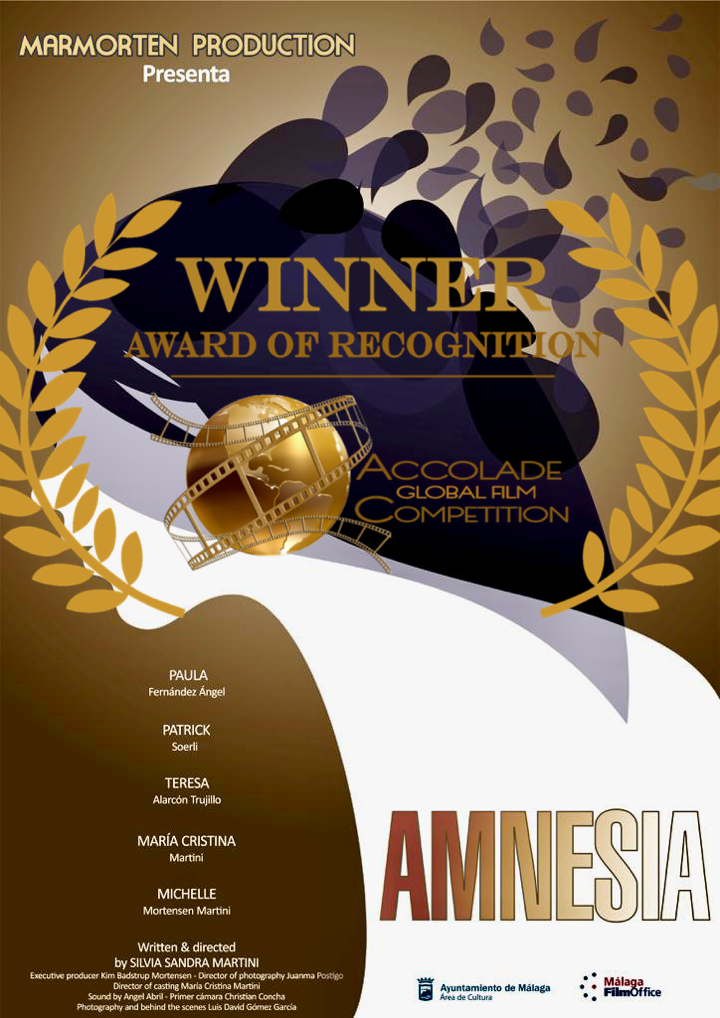 MARMORTEN PRODUCTION
Presenta
WINNER
AWARD OF RECOGNITION
ACCOLADE
GLOBAL FILM
COMPETITION
PAULA
Fernández Ángel
PATRICK
Soerli
TERESA
Alarcón Trujillo
MARÍA CRISTINA
Martini
MICHELLE
Mortensen Martini
AMNESIA
Written & directed
by SILVIA SANDRA MARTINI
Executive producer Kim Badstrup Mortensen - Director of photography Juanma Postigo
Director of casting María Cristina Martini
Sound by Angel Abril - Primer cámara Christian Concha
Photography and behind the scenes Luis David Gómez García
Ayuntamiento de Málaga
Área de Cultura
Málaga
FilmOffice